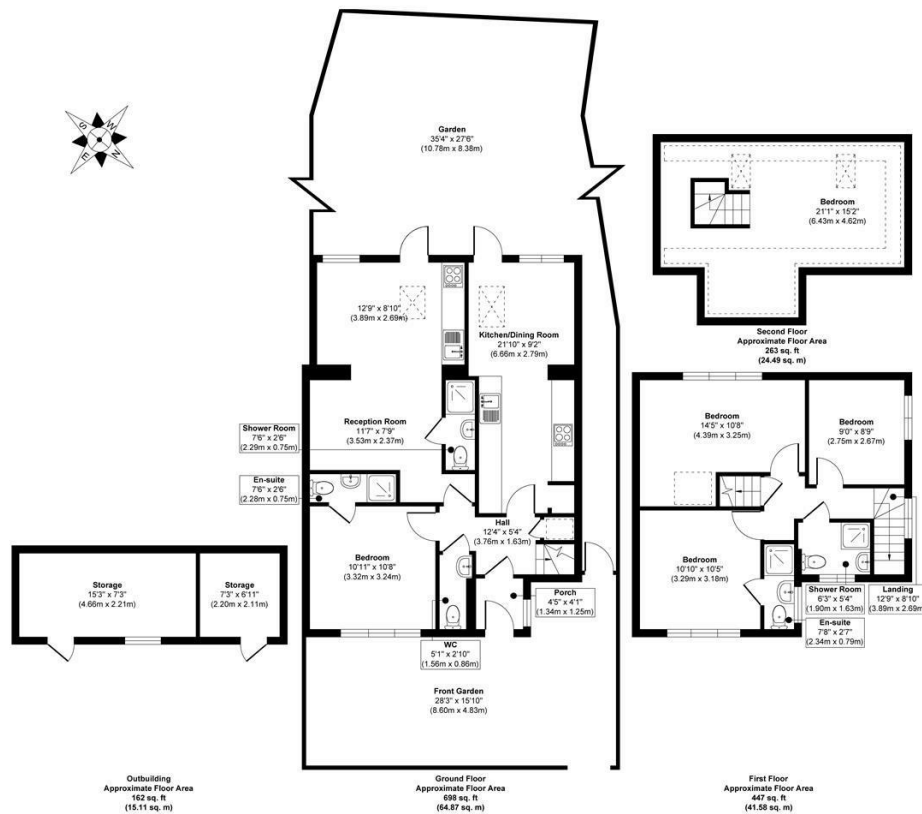 S
W
E
N
Garden
35'4" x 27'6"
(10.78m x 8.38m)
12'9" x 8'10"
(3.89m x 2.69m)
Kitchen/Dining Room
21'10" x 9'2"
(6.66m x 2.79m)
Reception Room
11'7" x 7'9"
(3.53m x 2.37m)
Shower Room
7'6" x 2'6"
(2.29m x 0.75m)
En-suite
7'6" x 2'6"
(2.28m x 0.75m)
Hall
12'4" x 5'4"
(3.76m x 1.63m)
Bedroom
10'11" x 10'8"
(3.32m x 3.24m)
Porch
4'5" x 4'1"
(1.34m x 1.25m)
WC
5'1" x 2'10"
(1.56m x 0.86m)
Front Garden
28'3" x 15'10"
(8.60m x 4.83m)
Bedroom
21'1" x 15'2"
(6.43m x 4.62m)
Second Floor
Approximate Floor Area
263 sq. ft
(24.49 sq. m)
Bedroom
14'5" x 10'8"
(4.39m x 3.25m)
Bedroom
9'0" x 8'9"
(2.75m x 2.67m)
Bedroom
10'10" x 10'5"
(3.29m x 3.18m)
Shower Room
6'3" x 5'4"
(1.90m x 1.63m)
Landing
12'9" x 8'10"
(3.89m x 2.69m)
En-suite
7'8" x 2'7"
(2.34m x 0.79m)
Storage
15'3" x 7'3"
(4.66m x 2.21m)
Storage
7'3" x 6'11"
(2.20m x 2.11m)
Outbuilding
Approximate Floor Area
162 sq. ft
(15.11 sq. m)
Ground Floor
Approximate Floor Area
698 sq. ft
(64.87 sq. m)
First Floor
Approximate Floor Area
447 sq. ft
(41.58 sq. m)